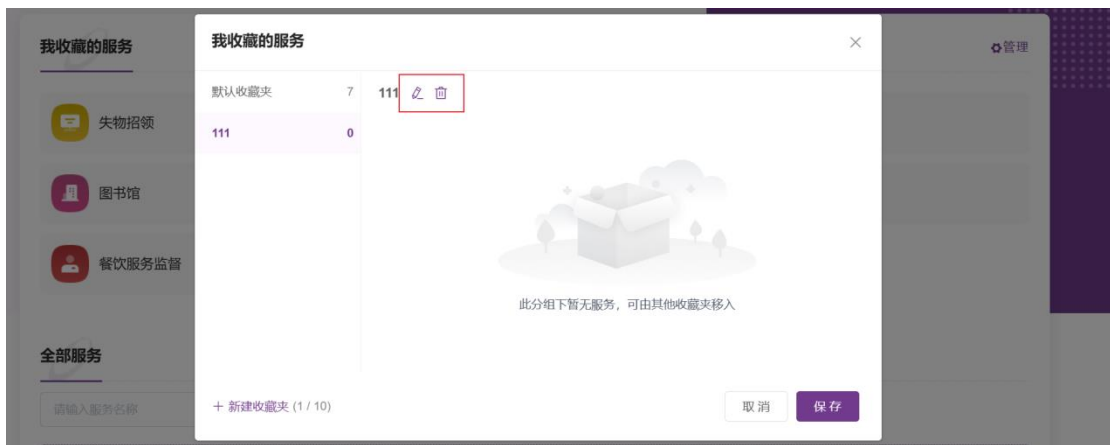 我收藏的服务
管理
失物招领
图书馆
餐饮服务监督
全部服务
请输入服务名称
我收藏的服务
默认收藏夹 7
111 0
111
此分组下暂无服务，可由其他收藏夹移入
+ 新建收藏夹 (1 / 10)
取消
保存